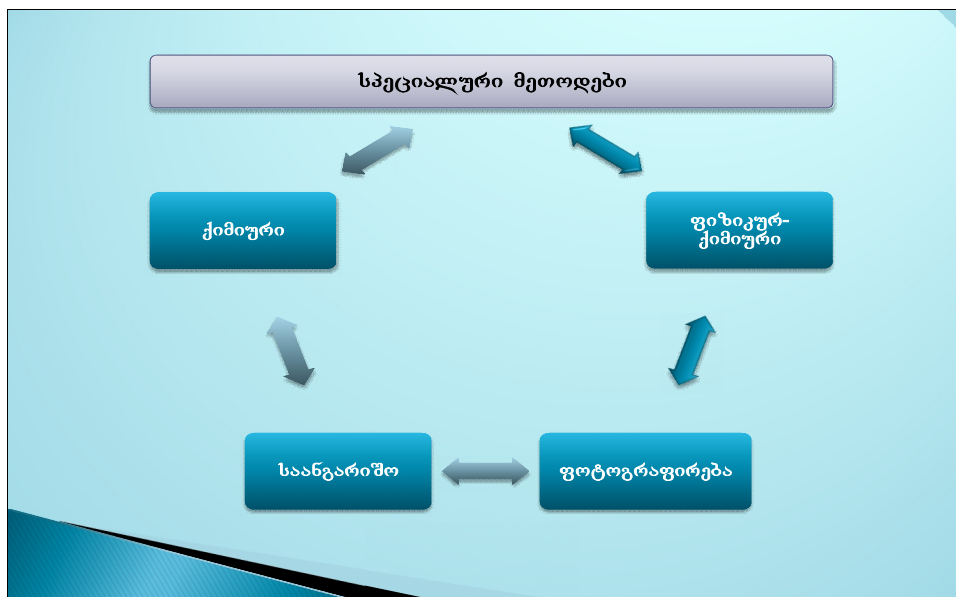 სპეციალური მეთოდები
ქიმიური
ფიზიკურ-
ქიმიური
საანგარიშო
ფოტოგრაფირება